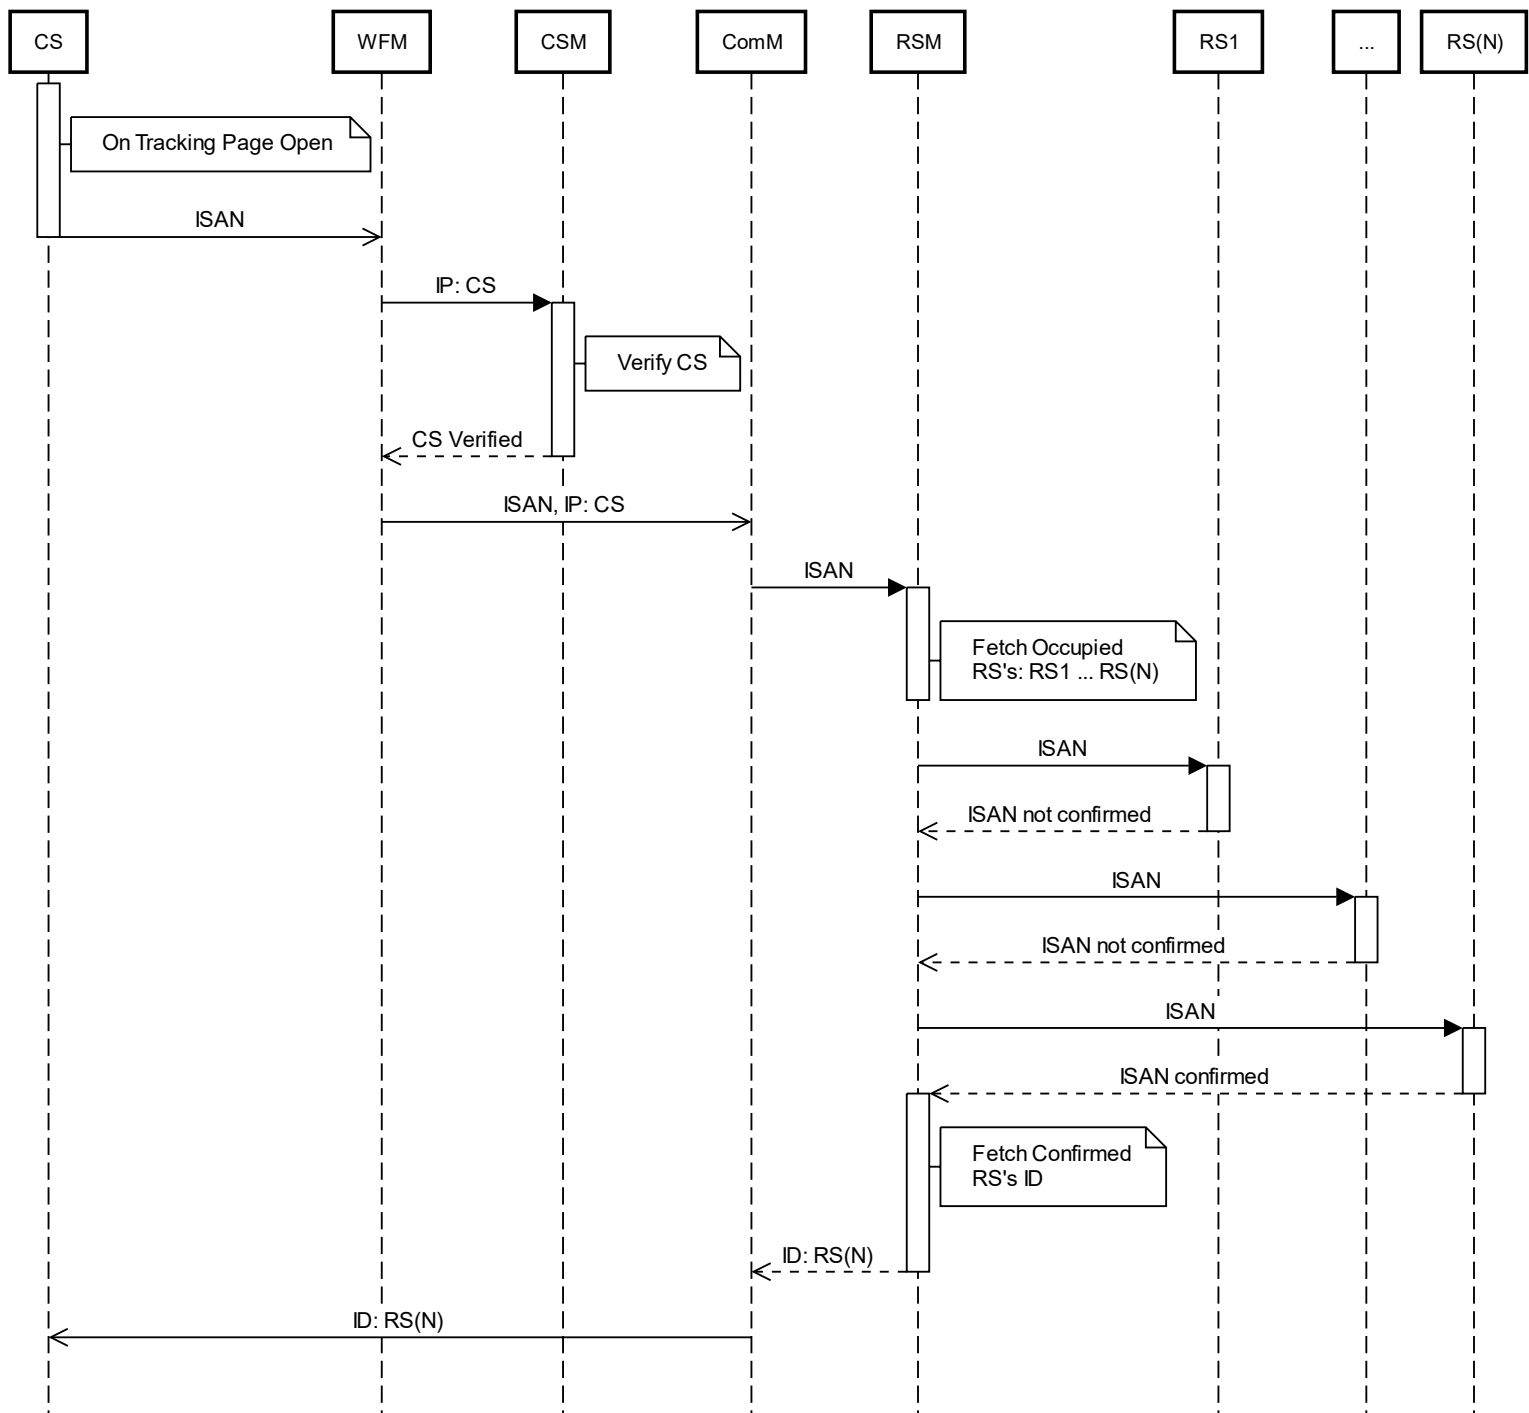 CS
WFM
CSM
ComM
RSM
RS1
...
RS(N)
On Tracking Page Open
ISAN
IP: CS
Verify CS
CS Verified
ISAN, IP: CS
ISAN
Fetch Occupied
RS's: RS1 ... RS(N)
ISAN
ISAN not confirmed
ISAN
ISAN not confirmed
ISAN
ISAN confirmed
Fetch Confirmed
RS's ID
ID: RS(N)
ID: RS(N)